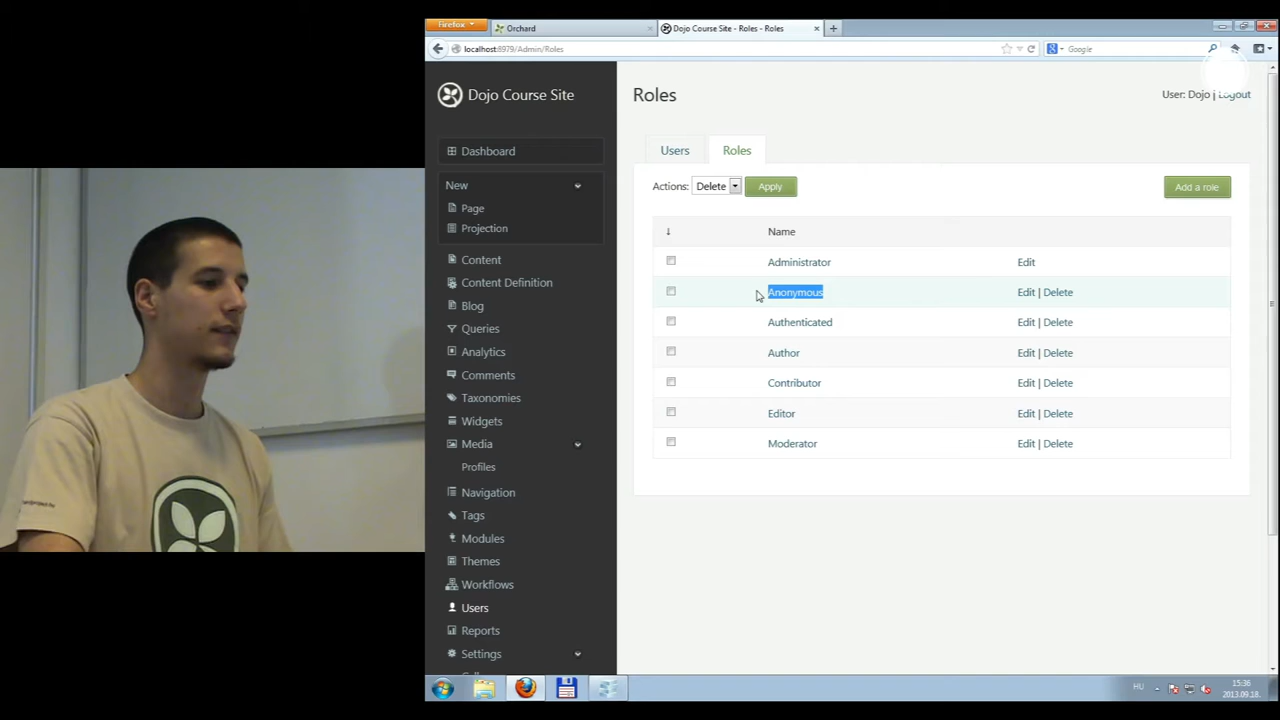 Firefox
Orchard
Dojo Course Site - Roles - Roles
localhost:8979/Admin/Roles
Google
Dojo Course Site
Roles
User: Dojo | Logout
Dashboard
Users
Roles
New
Actions: Delete
Apply
Add a role
Page
Projection
Name
Content
Administrator
Edit
Content Definition
Anonymous
Edit | Delete
Blog
Authenticated
Edit | Delete
Queries
Analytics
Author
Edit | Delete
Comments
Contributor
Edit | Delete
Taxonomies
Editor
Edit | Delete
Widgets
Media
Moderator
Edit | Delete
Profiles
Navigation
Tags
Modules
Themes
Workflows
Users
Reports
Settings
HU
15:36
2013.09.18.